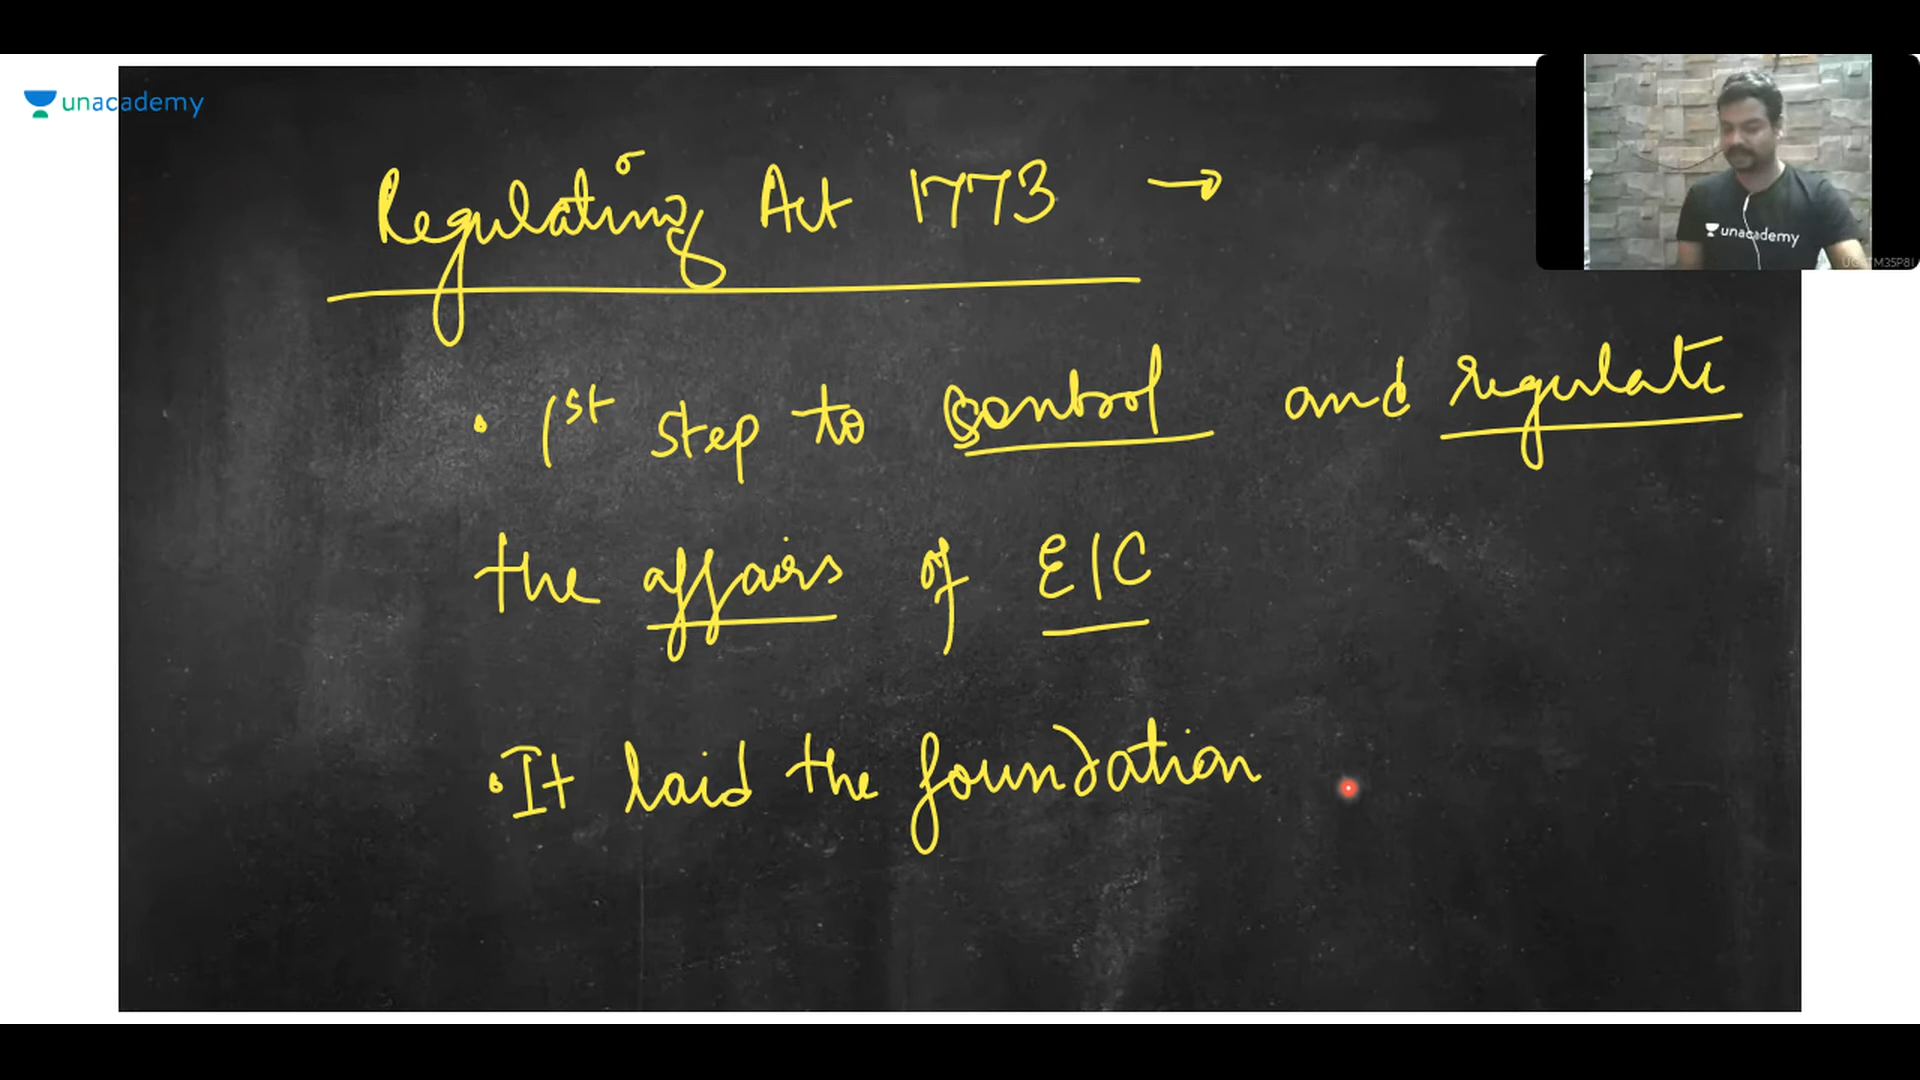 unacademy
Regulating Act 1773 →
unacademy
• 1st step to control and regulate
the affairs of EIC
• It laid the foundation